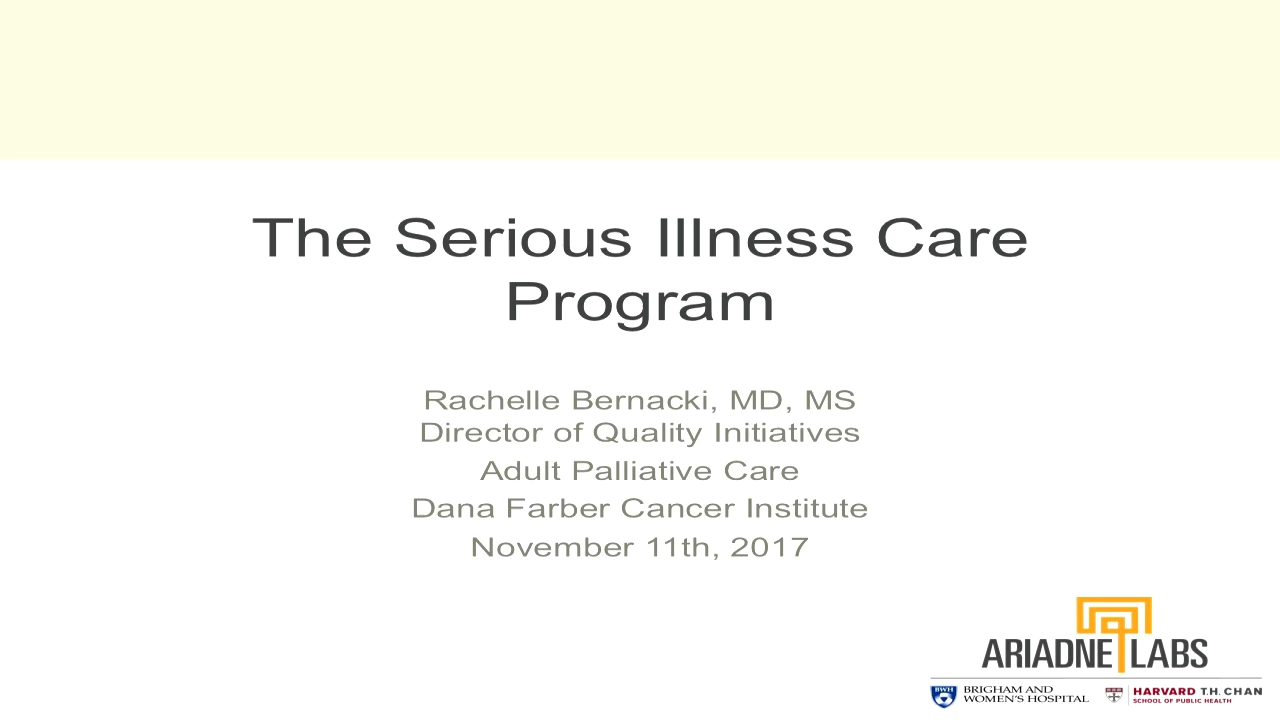 The Serious Illness Care
Program
Rachelle Bernacki, MD, MS
Director of Quality Initiatives
Adult Palliative Care
Dana Farber Cancer Institute
November 11th, 2017
ARIADNE LABS
BWH
BRIGHAM AND
WOMEN'S HOSPITAL
HARVARD T.H. CHAN
SCHOOL OF PUBLIC HEALTH